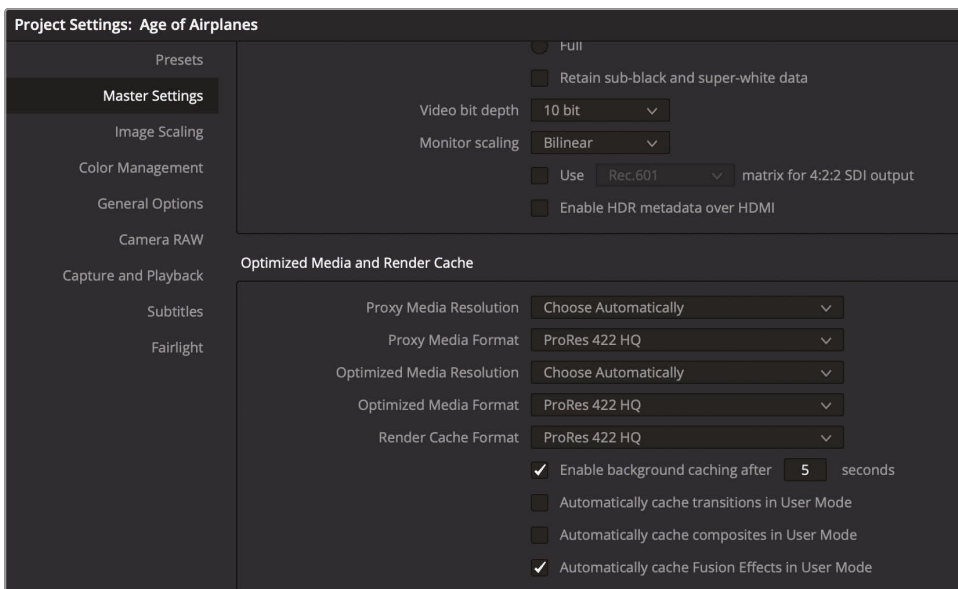 Project Settings: Age of Airplanes
Presets
Master Settings
Image Scaling
Color Management
General Options
Camera RAW
Capture and Playback
Subtitles
Fairlight
Full
Retain sub-black and super-white data
Video bit depth 10 bit
Monitor scaling Bilinear
Use Rec.601 matrix for 4:2:2 SDI output
Enable HDR metadata over HDMI
Optimized Media and Render Cache
Proxy Media Resolution Choose Automatically
Proxy Media Format ProRes 422 HQ
Optimized Media Resolution Choose Automatically
Optimized Media Format ProRes 422 HQ
Render Cache Format ProRes 422 HQ
Enable background caching after 5 seconds
Automatically cache transitions in User Mode
Automatically cache composites in User Mode
Automatically cache Fusion Effects in User Mode